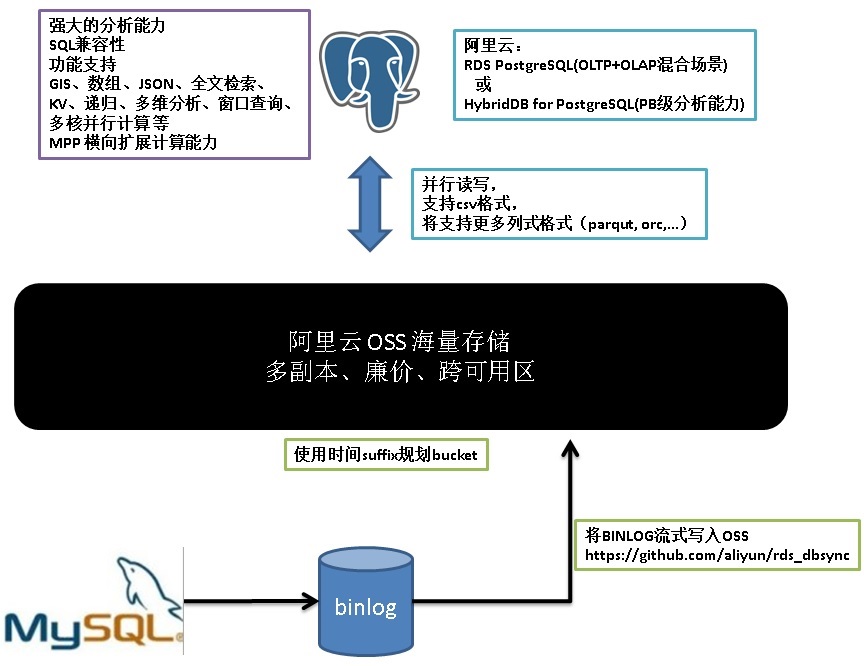 强大的分析能力
SQL兼容性
功能支持
GIS、数组、JSON、全文检索、
KV、递归、多维分析、窗口查询、
多核并行计算 等
MPP 横向扩展计算能力
阿里云：
RDS PostgreSQL(OLTP+OLAP混合场景)
或
HybridDB for PostgreSQL(PB级分析能力)
并行读写，
支持csv格式，
将支持更多列式格式（parqut, orc,...）
阿里云 OSS 海量存储
多副本、廉价、跨可用区
使用时间suffix规划bucket
将BINLOG流式写入OSS
https://github.com/aliyun/rds_dbsync
binlog
MySQL